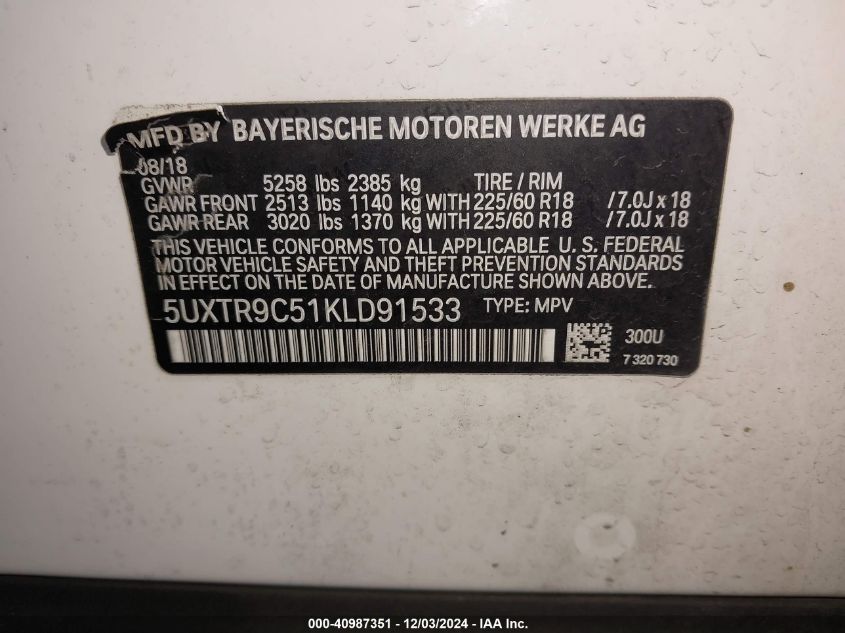 MFD BY BAYERISCHE MOTOREN WERKE AG
08/18
GVWR 5258 lbs 2385 kg TIRE / RIM
GAWR FRONT 2513 lbs 1140 kg WITH 225/60 R18 / 7.0J x 18
GAWR REAR 3020 lbs 1370 kg WITH 225/60 R18 / 7.0J x 18
THIS VEHICLE CONFORMS TO ALL APPLICABLE U. S. FEDERAL
MOTOR VEHICLE SAFETY AND THEFT PREVENTION STANDARDS
IN EFFECT ON THE DATE OF MANUFACTURE SHOWN ABOVE.
5UXTR9C51KLD91533 TYPE: MPV
300U
7 320 730
000-40987351 - 12/03/2024 - IAA Inc.